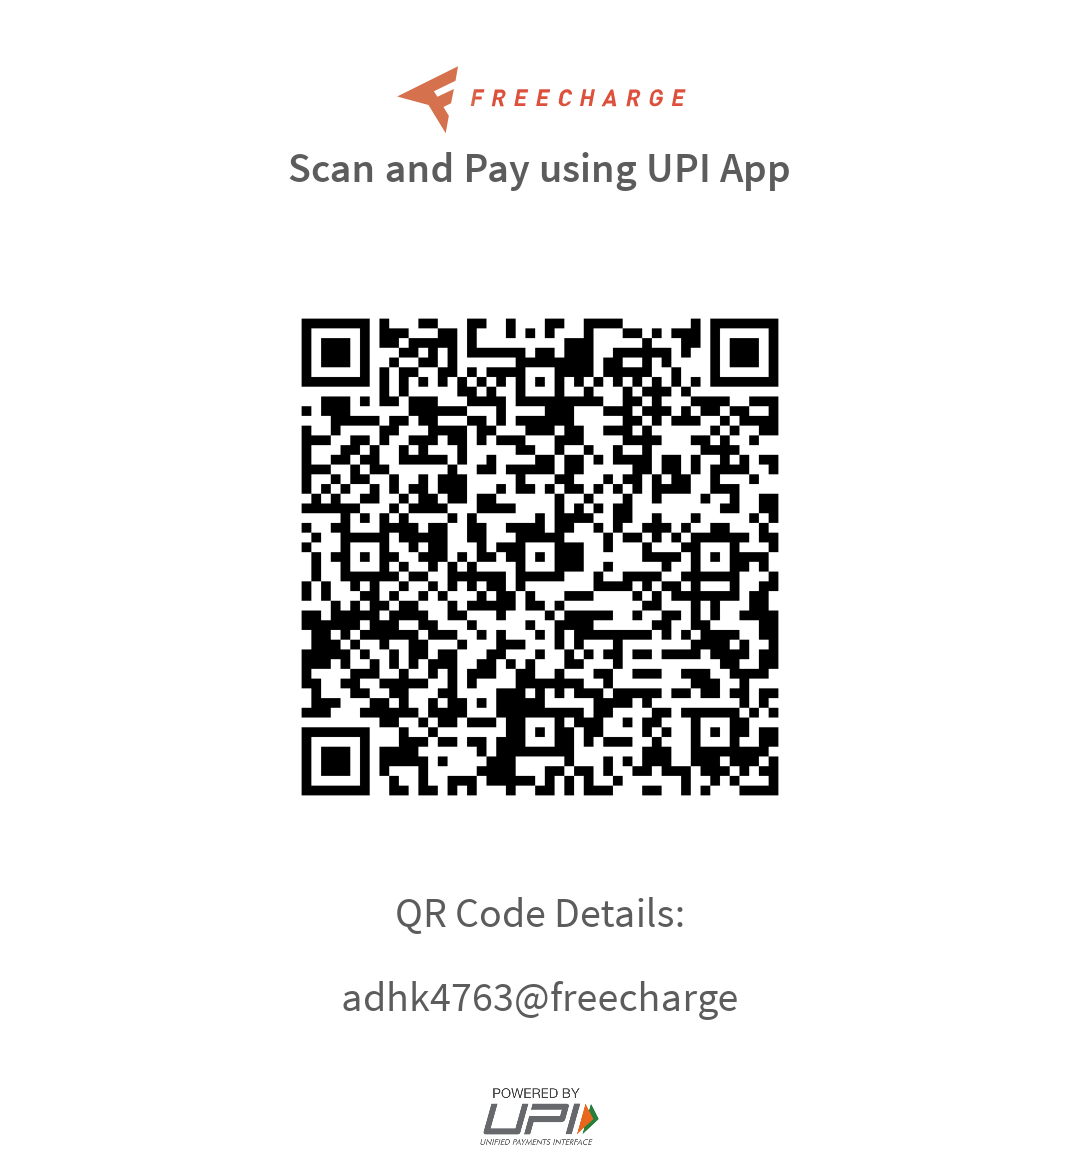 FREECHARGE
Scan and Pay using UPI App
QR Code Details:
adhk4763@freecharge
POWERED BY
UPI
UNIFIED PAYMENTS INTERFACE